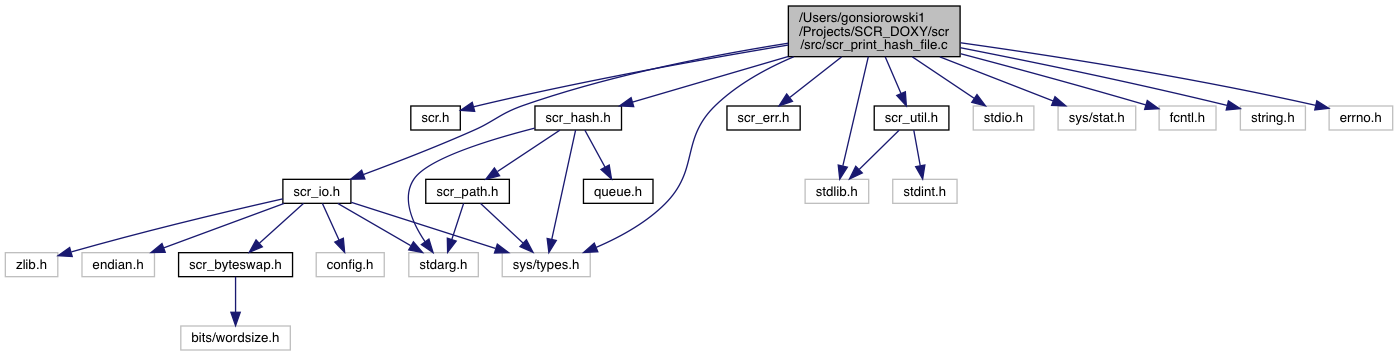 /Users/gonsiorowski1
/Projects/SCR_DOXY/scr
/src/scr_print_hash_file.c
scr.h
scr_hash.h
scr_err.h
scr_util.h
stdio.h
sys/stat.h
fcntl.h
string.h
errno.h
scr_io.h
scr_path.h
queue.h
stdlib.h
stdint.h
zlib.h
endian.h
scr_byteswap.h
config.h
stdarg.h
sys/types.h
bits/wordsize.h